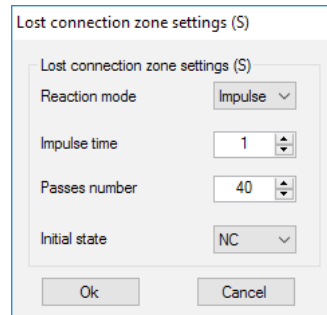 Lost connection zone settings (S)
Lost connection zone settings (S)
Reaction mode Impulse
Impulse time 1
Passes number 40
Initial state NC
Ok Cancel